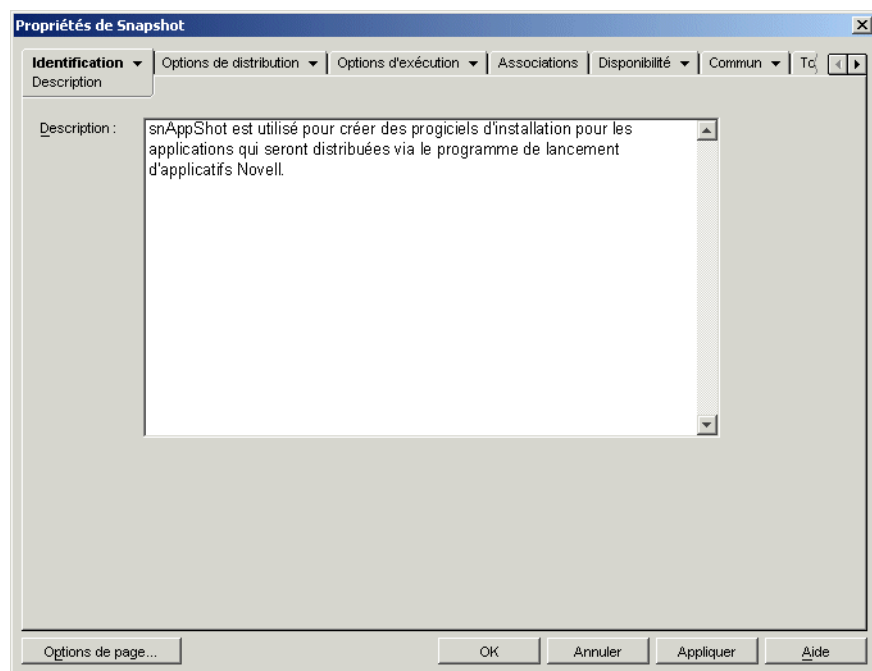 Propriétés de Snapshot
Identification Options de distribution Options d'exécution Associations Disponibilité Commun
Description
Description :
snAppShot est utilisé pour créer des progiciels d'installation pour les
applications qui seront distribuées via le programme de lancement
d'applicatifs Novell.
Options de page... OK Annuler Appliquer Aide